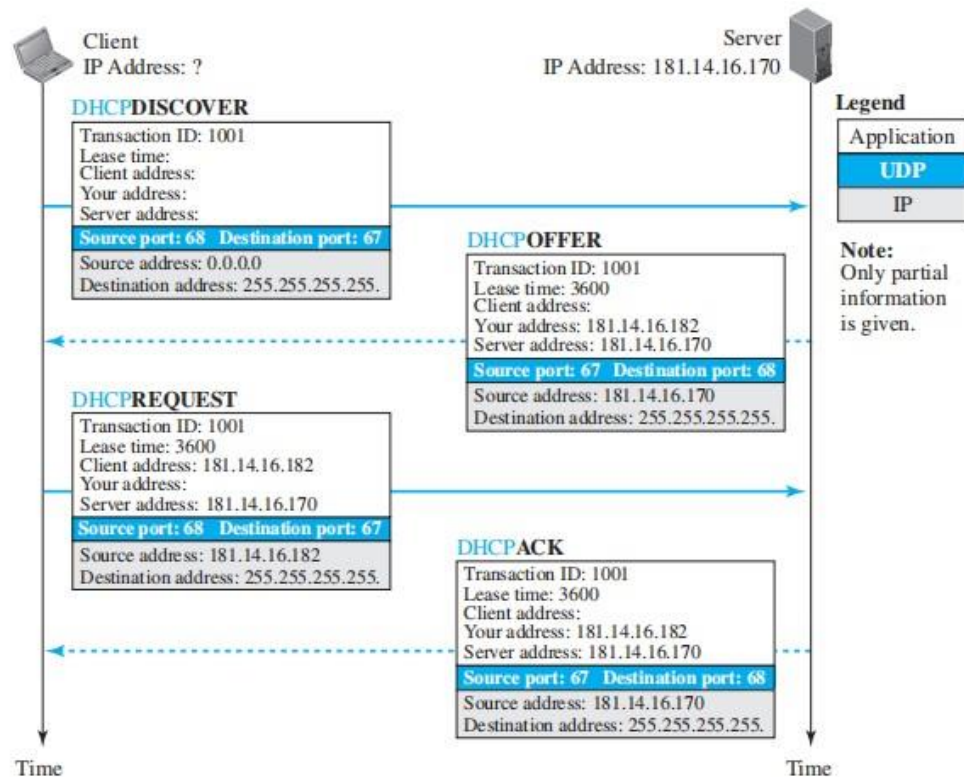 Client
IP Address: ?
Server
IP Address: 181.14.16.170
DHCPDISCOVER
Transaction ID: 1001
Lease time:
Client address:
Your address:
Server address:
Source port: 68 Destination port: 67
Source address: 0.0.0.0
Destination address: 255.255.255.255.
Legend
Application
UDP
IP
Note:
Only partial
information
is given.
DHCPOFFER
Transaction ID: 1001
Lease time: 3600
Client address:
Your address: 181.14.16.182
Server address: 181.14.16.170
Source port: 67 Destination port: 68
Source address: 181.14.16.170
Destination address: 255.255.255.255.
DHCPREQUEST
Transaction ID: 1001
Lease time: 3600
Client address: 181.14.16.182
Your address:
Server address: 181.14.16.170
Source port: 68 Destination port: 67
Source address: 181.14.16.182
Destination address: 255.255.255.255.
DHCPACK
Transaction ID: 1001
Lease time: 3600
Client address:
Your address: 181.14.16.182
Server address: 181.14.16.170
Source port: 67 Destination port: 68
Source address: 181.14.16.170
Destination address: 255.255.255.255.
Time
Time